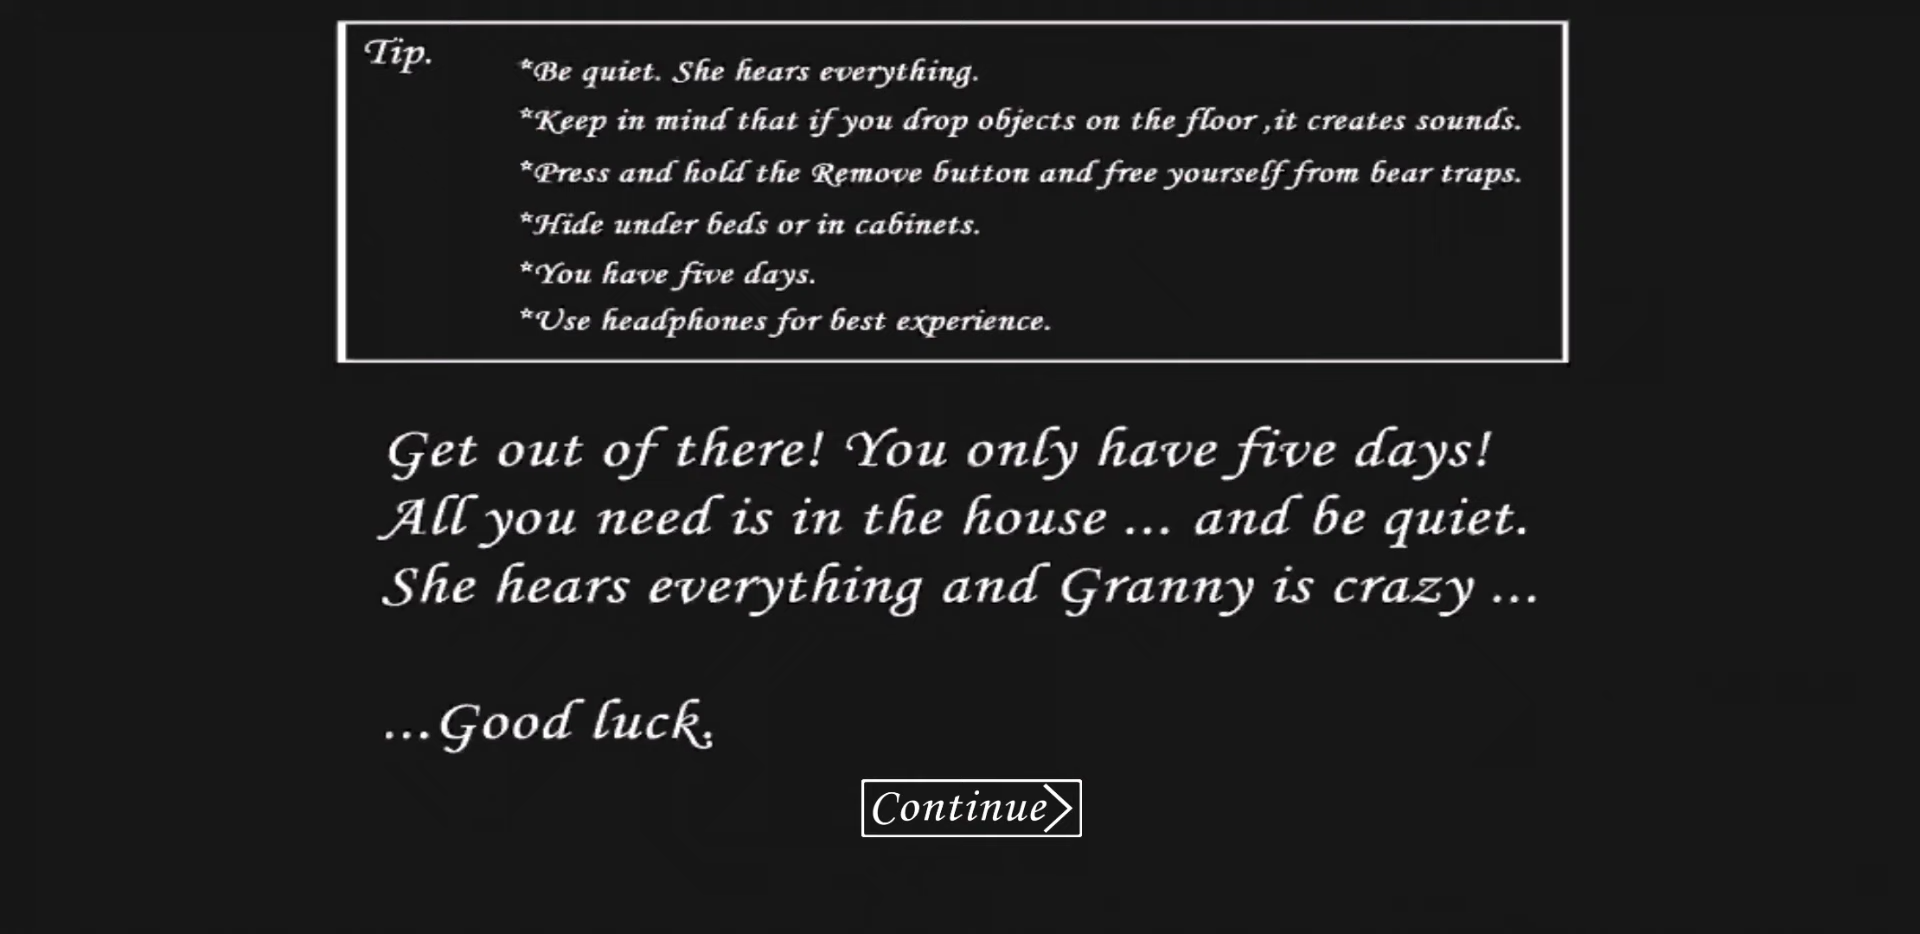 Tip.
*Be quiet. She hears everything.
*Keep in mind that if you drop objects on the floor ,it creates sounds.
*Press and hold the Remove button and free yourself from bear traps.
*Hide under beds or in cabinets.
*You have five days.
*Use headphones for best experience.
Get out of there! You only have five days!
All you need is in the house ... and be quiet.
She hears everything and Granny is crazy ...
...Good luck.
Continue>